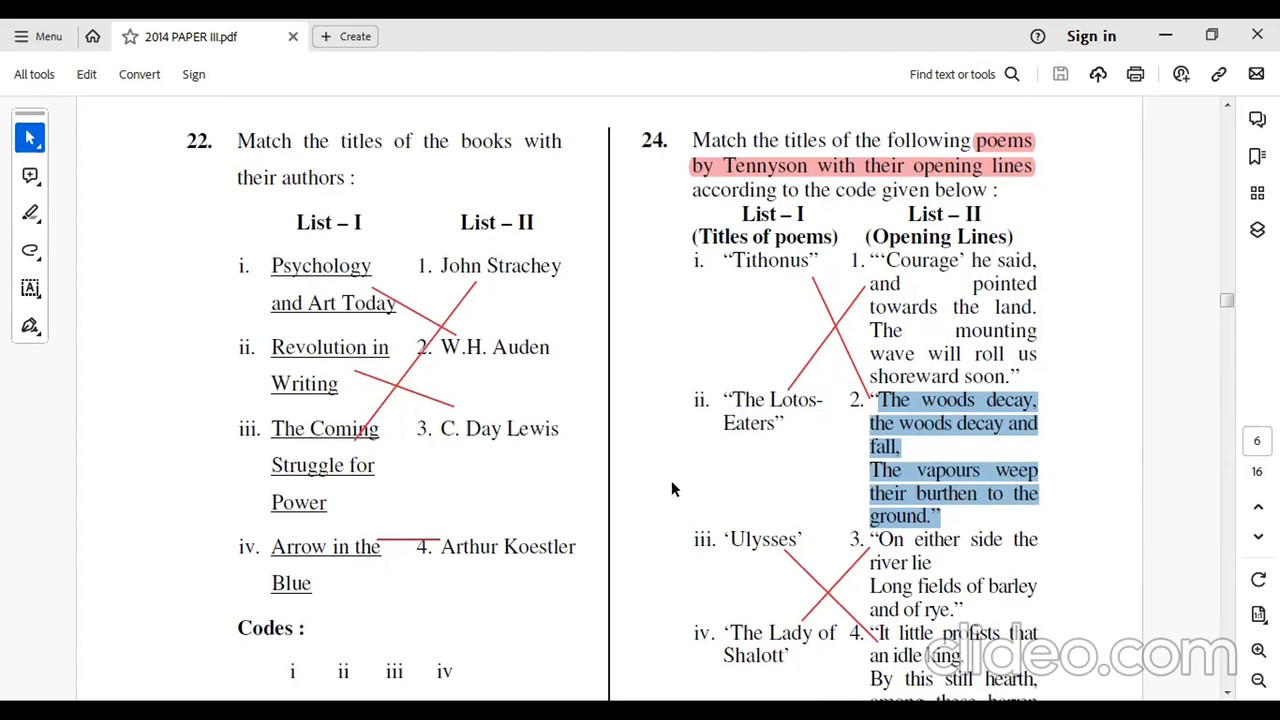 Menu
2014 PAPER III.pdf
Create
Sign in
All tools
Edit
Convert
Sign
Find text or tools
22. Match the titles of the books with
their authors :
List – I List – II
i. Psychology 1. John Strachey
and Art Today
ii. Revolution in 2. W.H. Auden
Writing
iii. The Coming 3. C. Day Lewis
Struggle for
Power
iv. Arrow in the 4. Arthur Koestler
Blue
Codes :
i ii iii iv
24. Match the titles of the following poems
by Tennyson with their opening lines
according to the code given below :
List – I List – II
(Titles of poems) (Opening Lines)
i. “Tithonus” 1. “‘Courage’ he said,
and pointed
towards the land.
The mounting
wave will roll us
shoreward soon.”
ii. “The Lotos- 2. “The woods decay,
Eaters” the woods decay and
fall,
The vapours weep
their burthen to the
ground.”
iii. ‘Ulysses’ 3. “On either side the
river lie
Long fields of barley
and of rye.”
iv. ‘The Lady of 4. “It little profists that
Shalott’ an idle king
By this still hearth,
among these barren
6
16
clideo.com